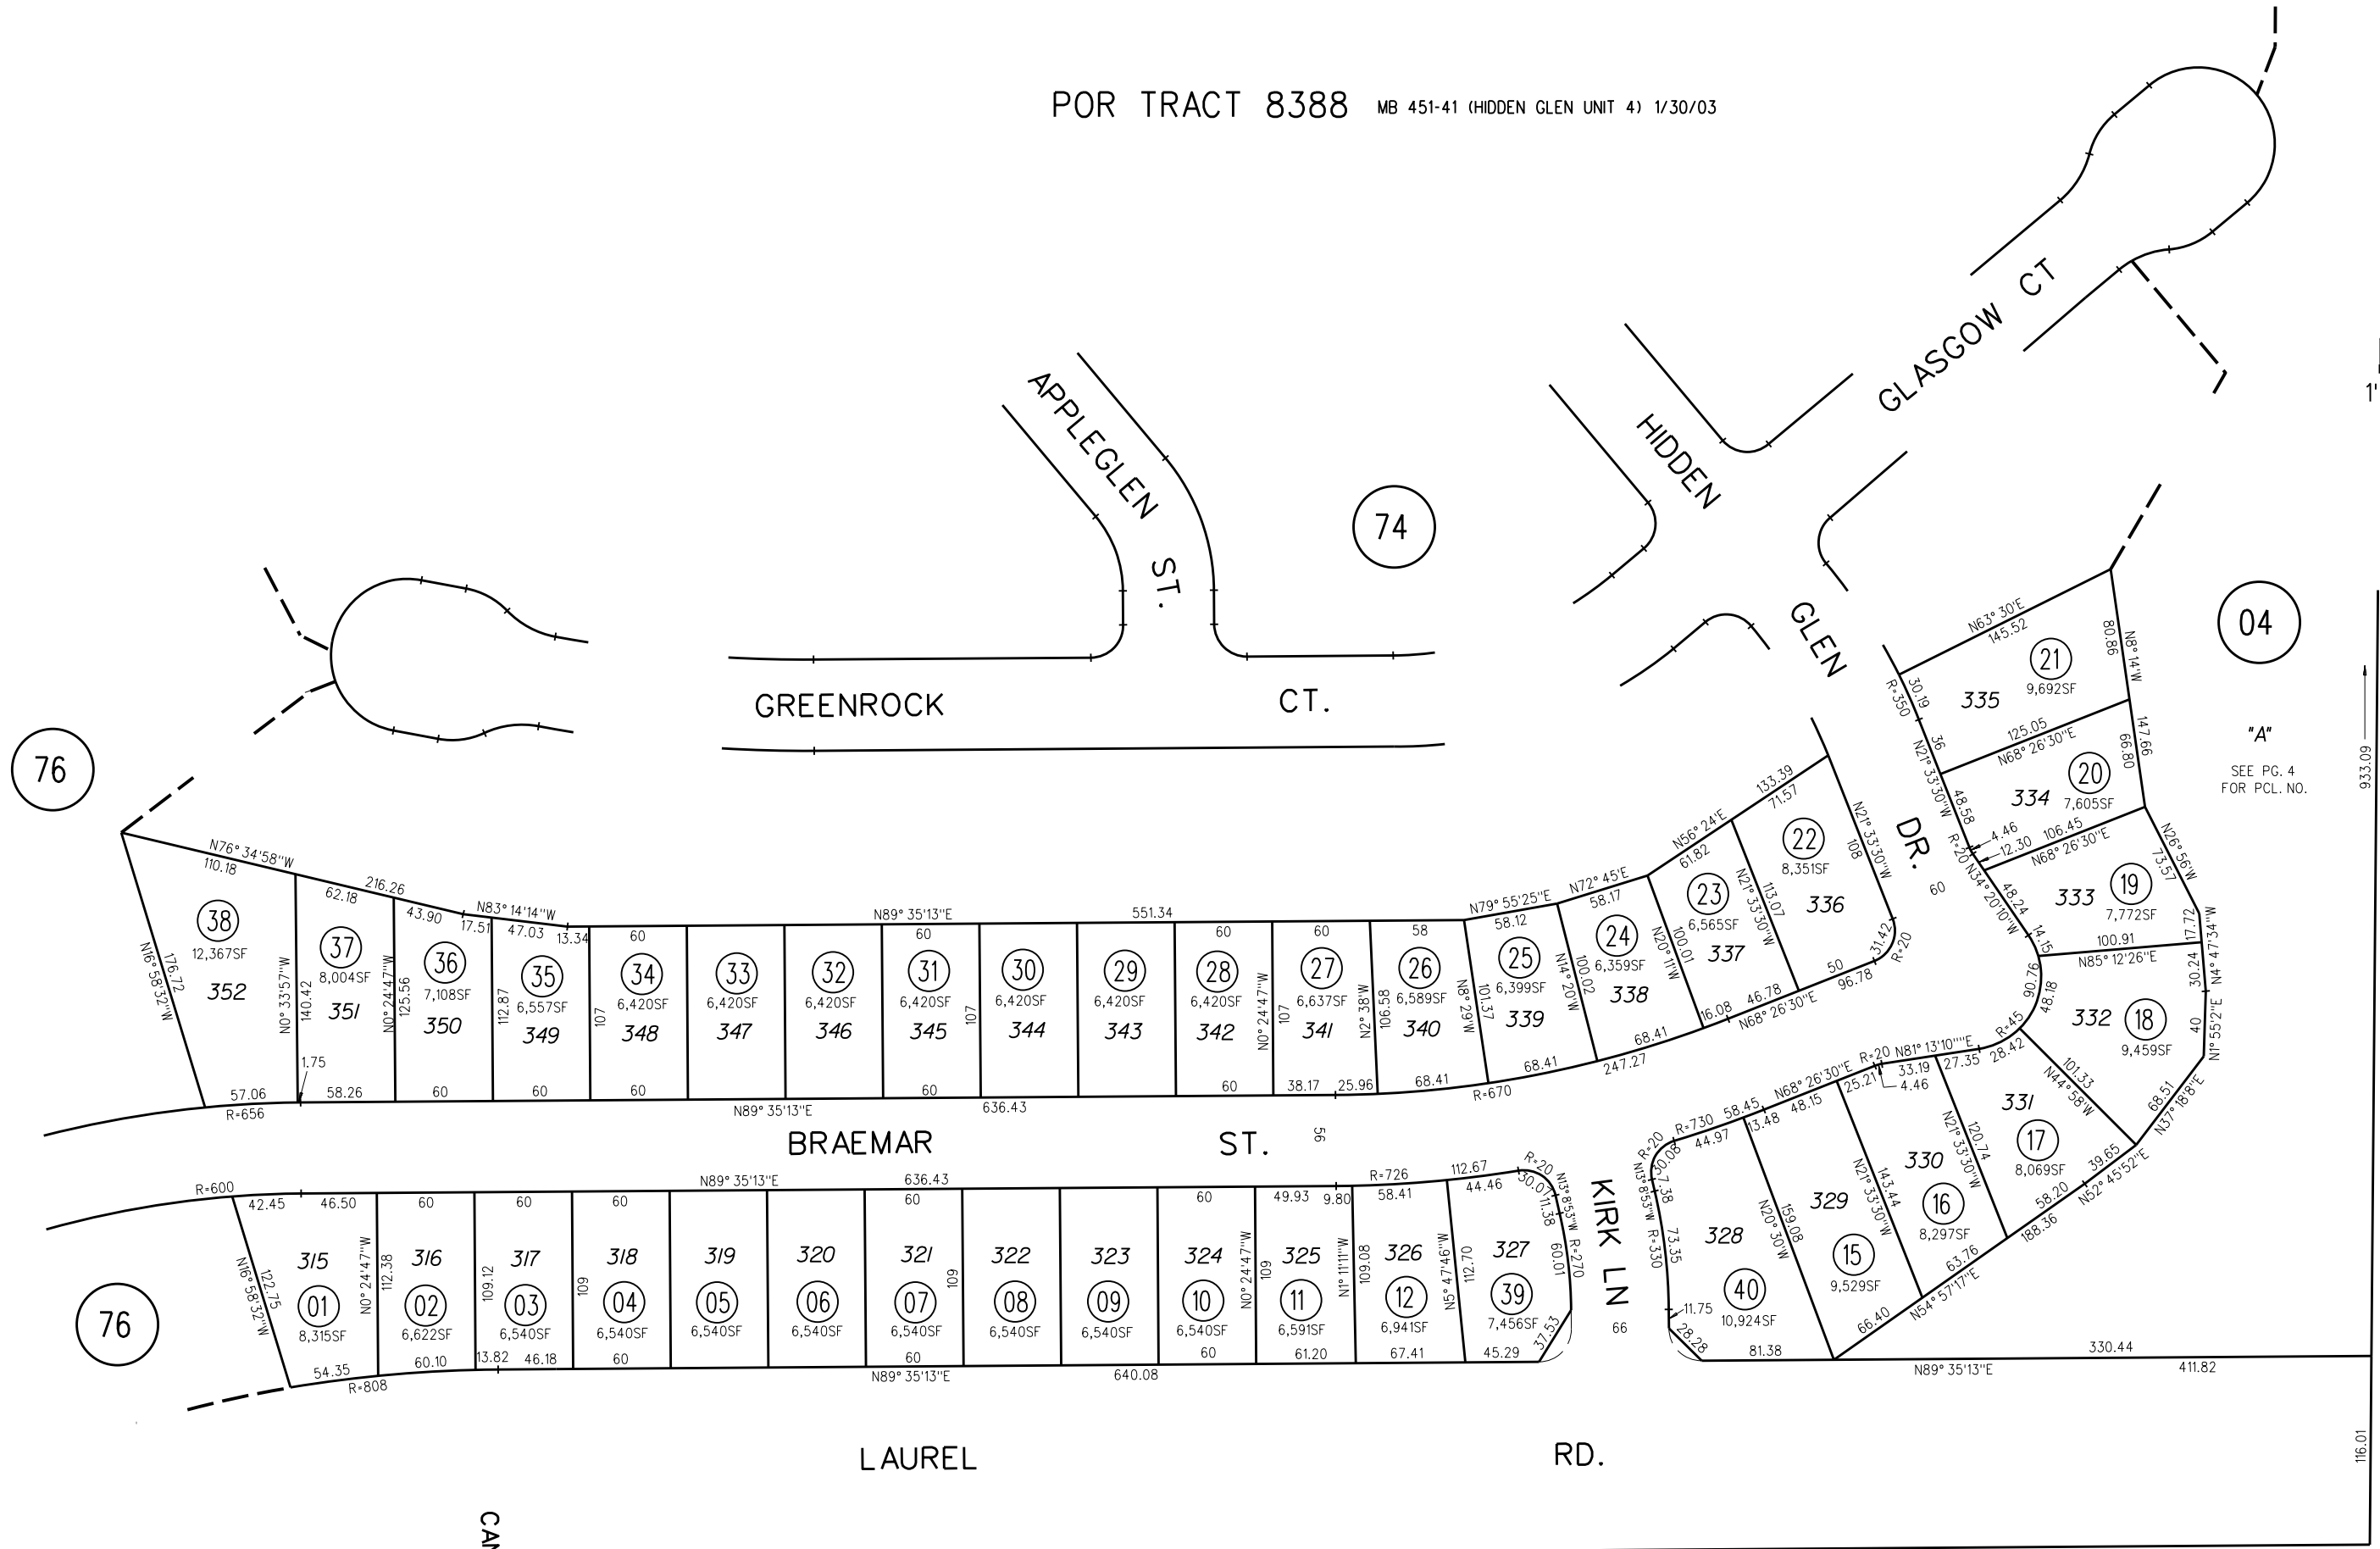 POR TRACT 8388 MB 451-41 (HIDDEN GLEN UNIT 4) 1/30/03
GLASGOW CT
1'
APPLEGLEN ST.
HIDDEN GLEN DR.
74
04
"A"
SEE PG. 4
FOR PCL. NO.
933.09
GREENROCK CT.
76
N63° 30'E
145.52
80.86
N8° 14'W
147.66
66.80
21
9,692SF
335
R=350
30.19
36
N21° 33'30"W
48.58
125.05
N68° 26'30"E
20
334 7,605SF
4.46
12.30
R=20
106.45
N68° 26'30"E
N34° 20'10"W
48.24
14.15
19
333
7,772SF
N26° 56'W
73.57
17.72
N4° 47'34"W
30.24
100.91
N85° 12'26"E
90.76
48.18
R=45
332 18
9,459SF
40
N1° 55'2"E
68.51
N37° 18'8"E
101.33
N44° 58'W
28.42
N76° 34'58"W
110.18
216.26
62.18
43.90
N83° 14'14"W
17.51
47.03
13.34
N89° 35'13"E
551.34
60
60
60
60
58
N79° 55'25"E
58.12
N72° 45'E
58.17
N56° 24'E
61.82
133.39
71.57
N21° 33'30"W
108
31.42
R=20
60
38
12,367SF
352
N16° 58'32"W
176.72
N0° 33'57"W
140.42
37
8,004SF
351
N0° 24'47"W
125.56
36
7,108SF
350
112.87
35
6,557SF
349
107
34
6,420SF
348
33
6,420SF
347
32
6,420SF
346
31
6,420SF
345
107
30
6,420SF
344
29
6,420SF
343
28
6,420SF
342
N0° 24'47"W
107
27
6,637SF
341
N2° 38'W
106.58
26
6,589SF
340
N8° 29'W
101.37
25
6,399SF
339
N14° 20'W
100.02
24
6,359SF
338
N20° 11'W
100.01
23
6,565SF
337
N21° 33'30"W
113.07
22
8,351SF
336
57.06
1.75
58.26
60
60
60
60
60
38.17
25.96
68.41
68.41
68.41
16.08
46.78
50
R=656
N89° 35'13"E
636.43
R=670
247.27
N68° 26'30"E
96.78
BRAEMAR ST.
56
R=600
N89° 35'13"E
636.43
R=726
112.67
R=20
42.45
46.50
60
60
60
60
60
49.93
9.80
58.41
44.46
30.07
11.38
N13° 8'53"W
R=270
60.01
76
N16° 58'32"W
122.75
315
01
8,315SF
N0° 24'47"W
112.38
316
02
6,622SF
109.12
317
03
6,540SF
109
318
04
6,540SF
319
05
6,540SF
320
06
6,540SF
321
07
6,540SF
109
322
08
6,540SF
323
09
6,540SF
324
10
6,540SF
N0° 24'47"W
109
325
11
6,591SF
N1° 11'11"W
109.08
326
12
6,941SF
N5° 47'46"W
112.70
327
39
7,456SF
37.53
54.35
60.10
13.82
46.18
60
60
60
61.20
67.41
45.29
R=808
N89° 35'13"E
640.08
KIRK LN
66
R=20
30.08
R=730
58.45
N68° 26'30"E
R=20
N81° 13'10"E
44.97
13.48
48.15
25.21
4.46
33.19
27.35
N13° 8'53"W
7.38
R=330
73.35
11.75
28.28
328
40
10,924SF
81.38
N20° 30'W
159.08
329
15
9,529SF
N21° 33'30"W
143.44
330
16
8,297SF
N21° 33'30"W
120.74
331
17
8,069SF
39.65
58.20
N52° 45'52"E
188.36
63.76
66.40
N54° 57'17"E
330.44
N89° 35'13"E
411.82
116.01
LAUREL RD.